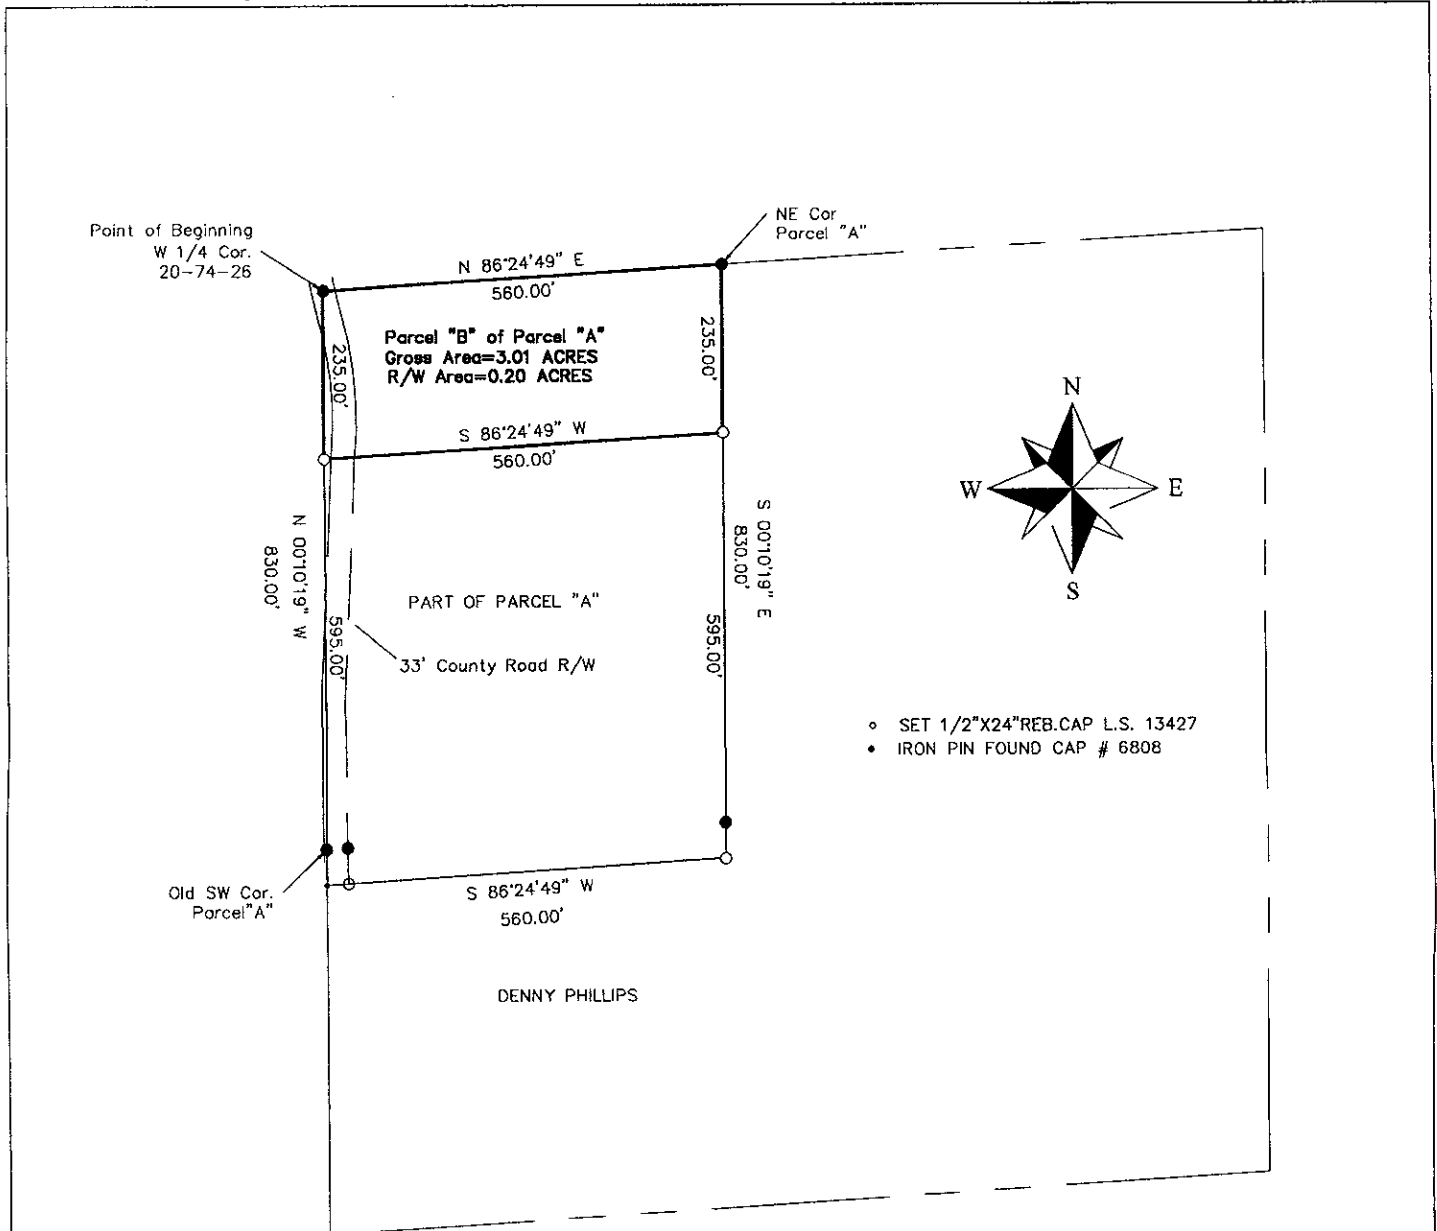 Point of Beginning
W 1/4 Cor.
20-74-26
NE Cor
Parcel "A"
N 86°24'49" E
560.00'
Parcel "B" of Parcel "A"
Gross Area=3.01 ACRES
R/W Area=0.20 ACRES
235.00'
235.00'
S 86°24'49" W
560.00'
N
W
E
S
N 00°10'19" W
830.00'
S 00°10'19" E
830.00'
PART OF PARCEL "A"
595.00'
595.00'
33' County Road R/W
○ SET 1/2"X24"REB.CAP L.S. 13427
● IRON PIN FOUND CAP # 6808
Old SW Cor.
Parcel"A"
S 86°24'49" W
560.00'
DENNY PHILLIPS